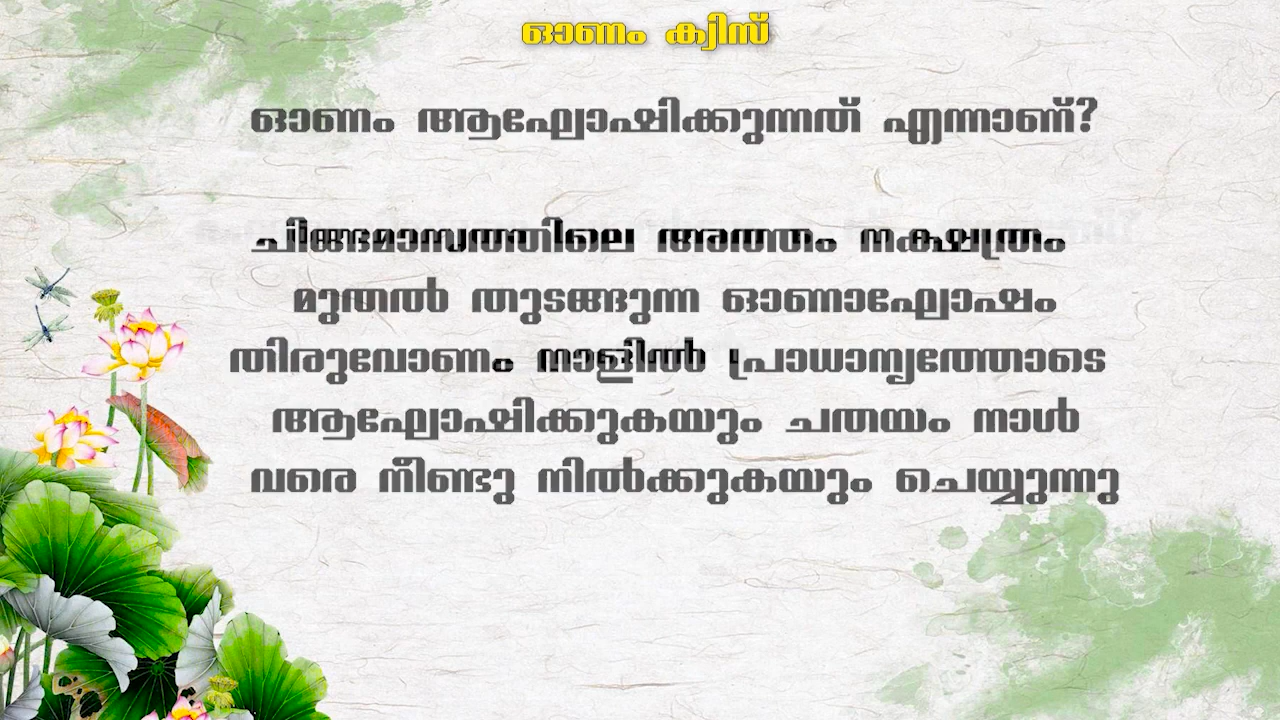 ഓണം ക്വിസ്
ഓണം ആഘോഷിക്കുന്നത് എന്നാണ്?
ചിങ്ങമാസത്തിലെ അത്തം നക്ഷത്രം
മുതൽ തുടങ്ങുന്ന ഓണാഘോഷം
തിരുവോണം നാളിൽ പ്രാധാന്യത്തോടെ
ആഘോഷിക്കുകയും ചതയം നാൾ
വരെ നീണ്ടു നിൽക്കുകയും ചെയ്യുന്നു